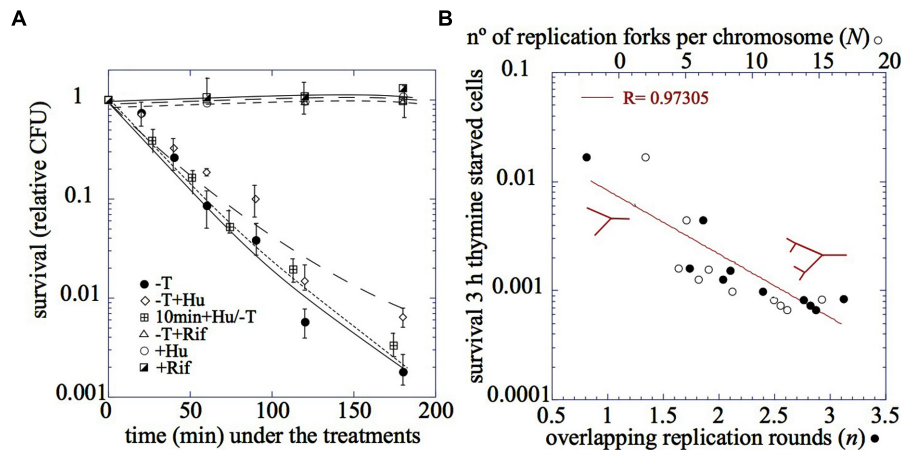 A
survival (relative CFU)
1
0.1
0.01
0.001
-T
-T+Hu
10min+Hu/-T
-T+Rif
+Hu
+Rif
0 50 100 150 200
time (min) under the treatments
B
nº of replication forks per chromosome (N)
0 5 10 15 20
survival 3 h thymine starved cells
0.1
0.01
0.001
0.0001
R= 0.97305
0.5 1 1.5 2 2.5 3 3.5
overlapping replication rounds (n)